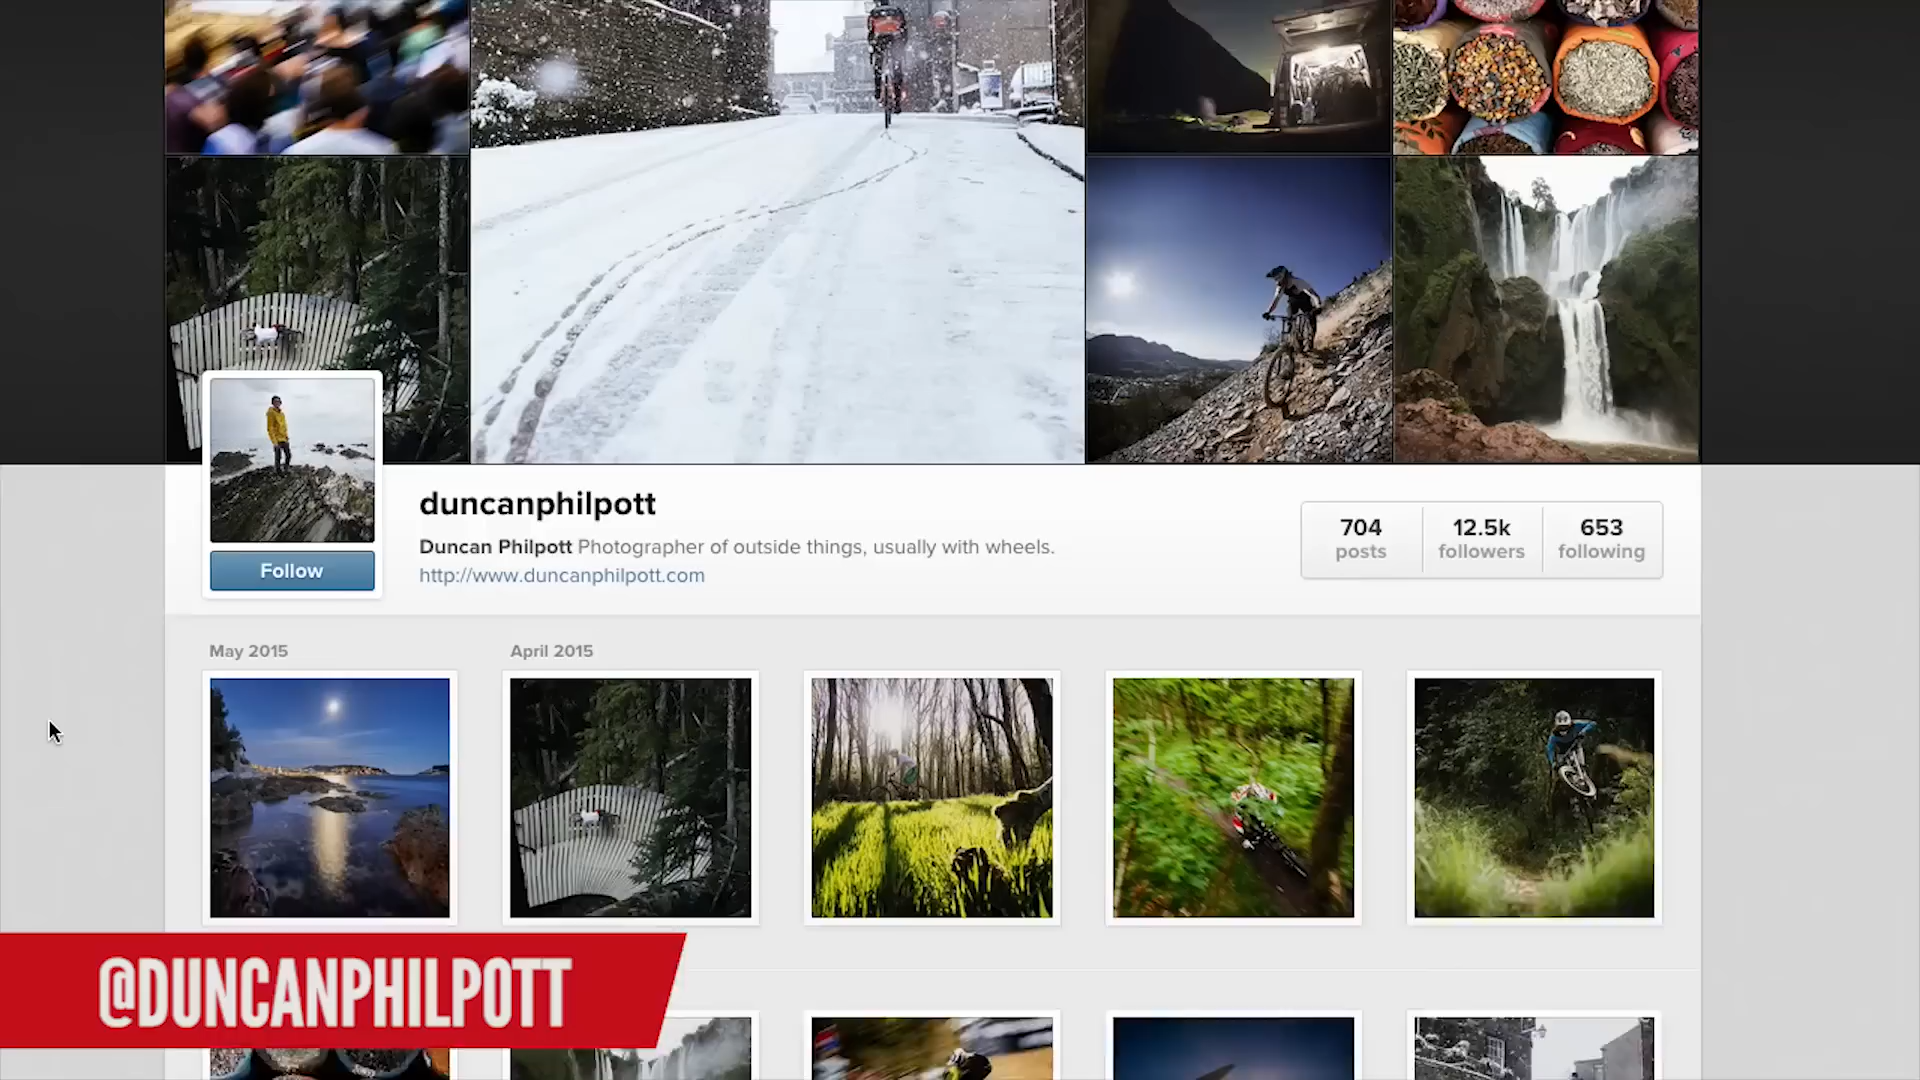 duncanphilpott
Duncan Philpott Photographer of outside things, usually with wheels.
http://www.duncanphilpott.com
Follow
704 posts
12.5k followers
653 following
May 2015
April 2015
@DUNCANPHILPOTT